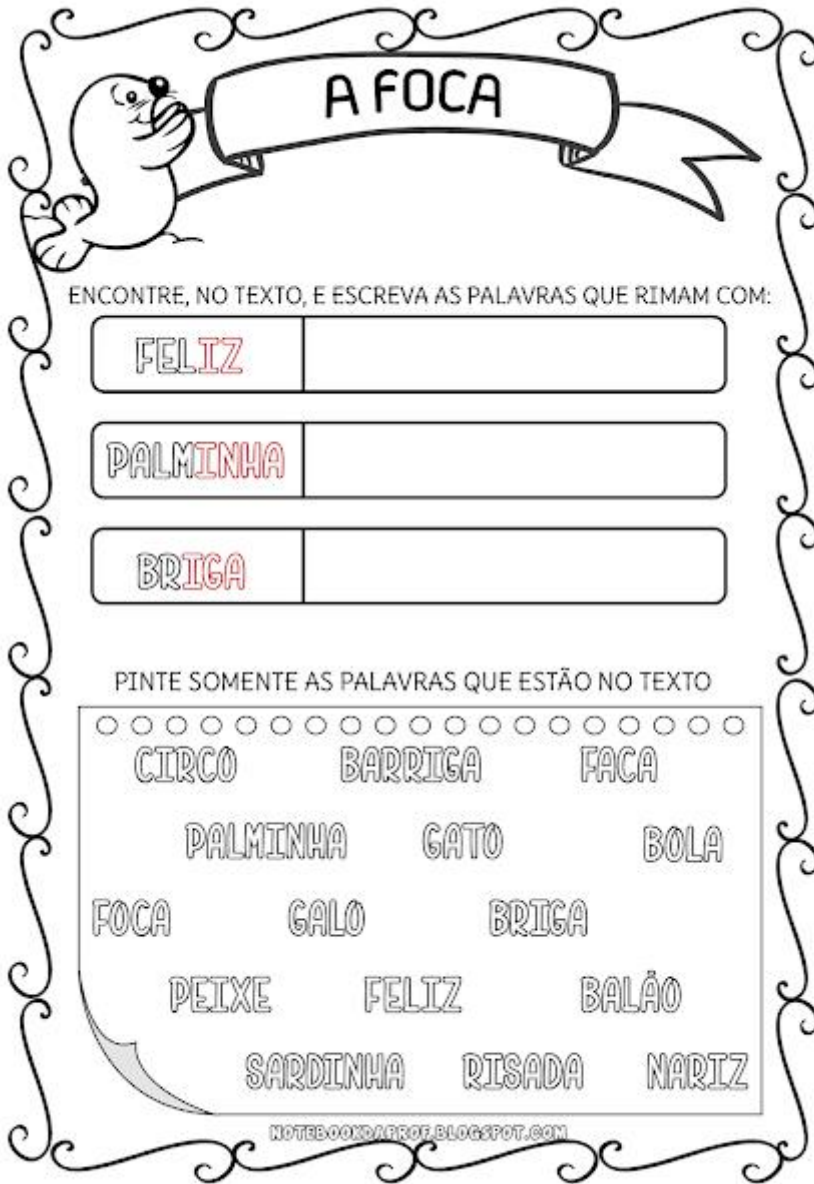 A FOCA
ENCONTRE, NO TEXTO, E ESCREVA AS PALAVRAS QUE RIMAM COM:
FELIZ
PALMINHA
BRIGA
PINTE SOMENTE AS PALAVRAS QUE ESTÃO NO TEXTO
CIRCO BARRIGA FACA
PALMINHA GATO BOLA
FOCA GALO BRIGA
PEIXE FELIZ BALÃO
SARDINHA RISADA NARIZ
NOTEBOOKDAPROF.BLOGSPOT.COM